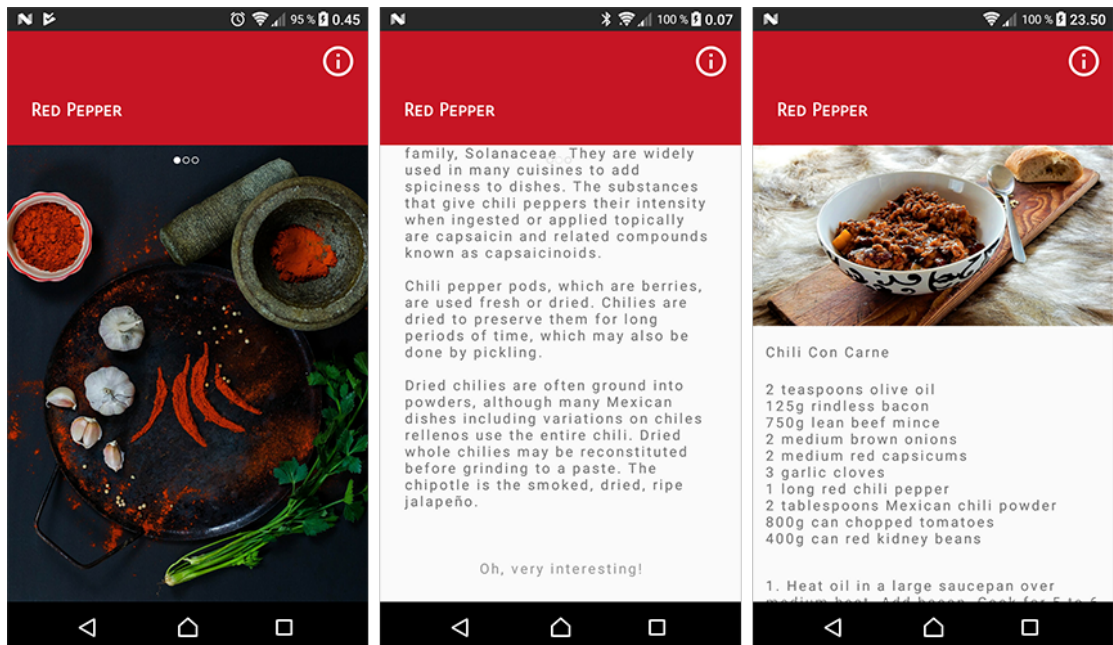 95 % 0.45
Red Pepper
100 % 0.07
Red Pepper
family, Solanaceae. They are widely
used in many cuisines to add
spiciness to dishes. The substances
that give chili peppers their intensity
when ingested or applied topically
are capsaicin and related compounds
known as capsaicinoids.
Chili pepper pods, which are berries,
are used fresh or dried. Chilies are
dried to preserve them for long
periods of time, which may also be
done by pickling.
Dried chilies are often ground into
powders, although many Mexican
dishes including variations on chiles
rellenos use the entire chili. Dried
whole chilies may be reconstituted
before grinding to a paste. The
chipotle is the smoked, dried, ripe
jalapeño.
Oh, very interesting!
100 % 23.50
Red Pepper
Chili Con Carne
2 teaspoons olive oil
125g rindless bacon
750g lean beef mince
2 medium brown onions
2 medium red capsicums
3 garlic cloves
1 long red chili pepper
2 tablespoons Mexican chili powder
800g can chopped tomatoes
400g can red kidney beans
1. Heat oil in a large saucepan over
medium heat. Add bacon. Cook for 5 to 6